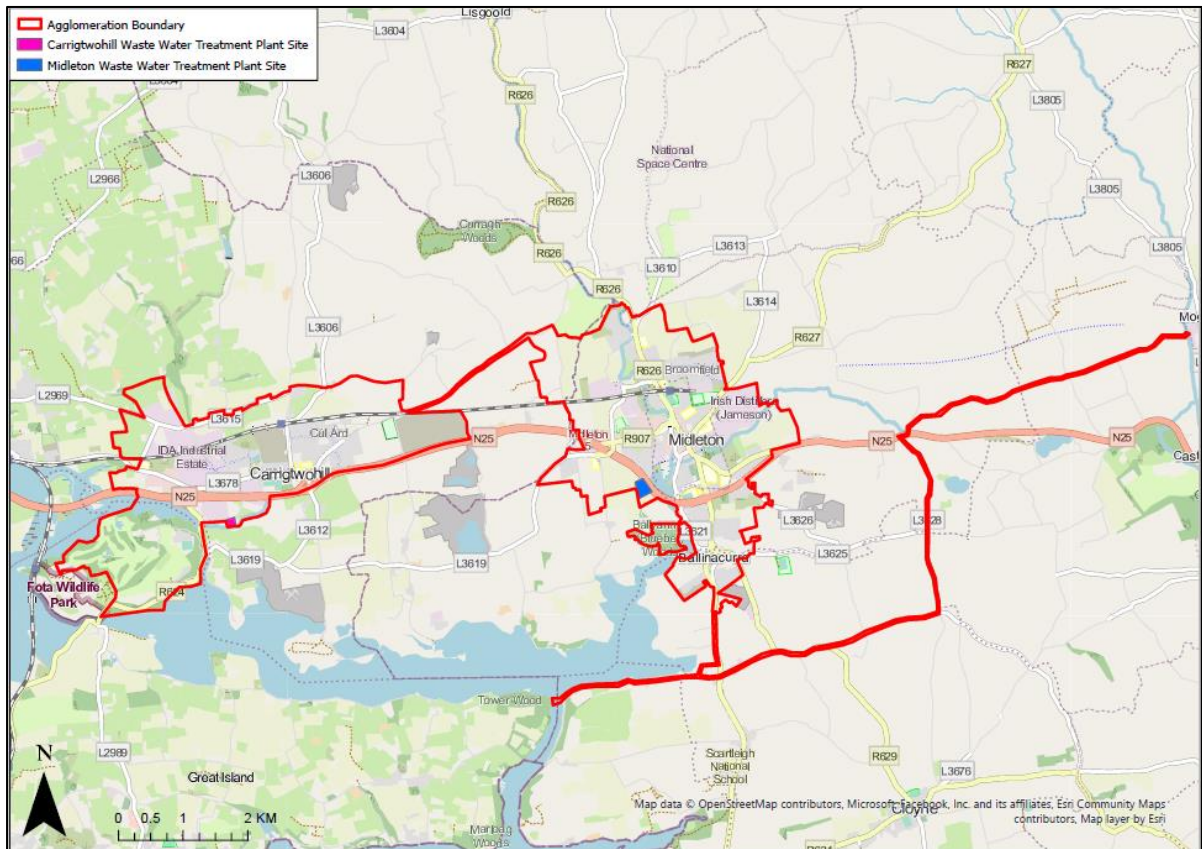 Agglomeration Boundary
Carrigtwohill Waste Water Treatment Plant Site
Midleton Waste Water Treatment Plant Site
Lisgoold
L3604
R626
R627
L3805
L2966
L3606
National
Space Centre
L3805
R626
Curragh
Woods
R626
L3613
L3805
L3610
R626
L3614
L3606
R627
R626
Broomfield
L2969
L3615
Irish Distillers
(Jameson)
Cúl Ard
N25
Midleton
R907
Midleton
N25
N25
IDA Industrial
Estate
Carrigtwohill
L3678
N25
L3612
L3621
L3626
L3628
L3625
Ballinacurra
L3619
L3619
Fota Wildlife
Park
R624
Tower Wood
L2989
Great Island
Scartleigh
National
School
R629
L3676
Cloyne
Marlbog
Woods
N
0 0.5 1 2 KM
Map data © OpenStreetMap contributors, Microsoft, Facebook, Inc. and its affiliates, Esri Community Maps
contributors, Map layer by Esri